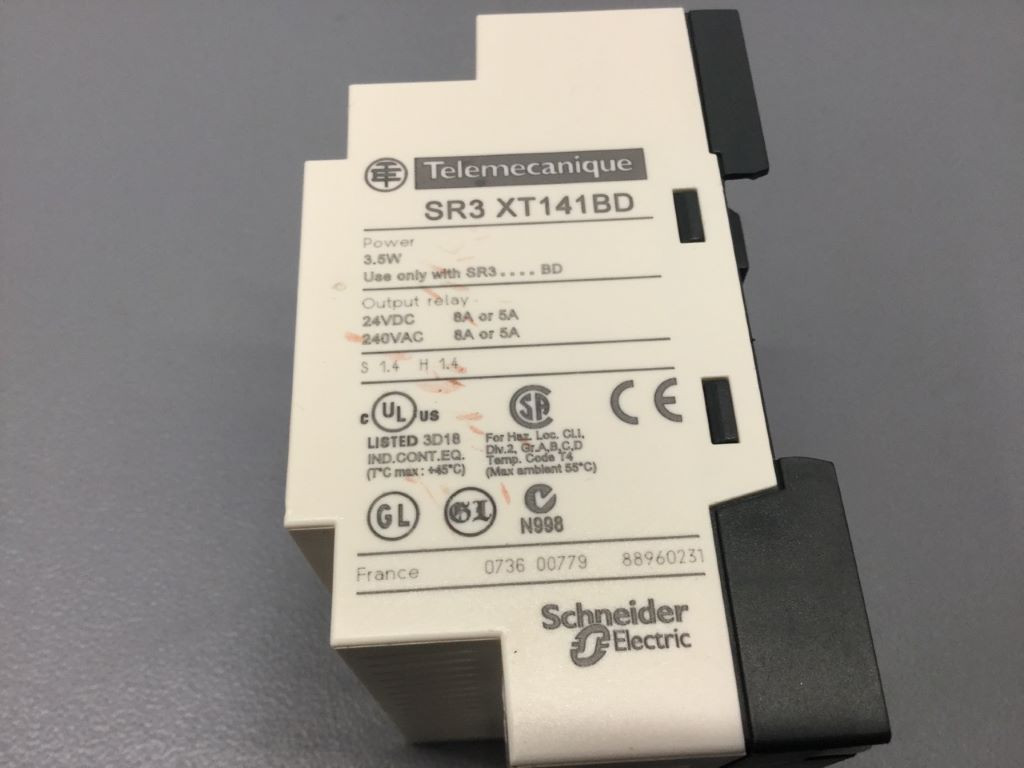 Telemecanique
SR3 XT141BD
Power
3.5W
Use only with SR3.... BD
Output relay
24VDC 8A or 5A
240VAC 8A or 5A
S 1.4 H 1.4
c UL us
LISTED 3D18
IND.CONT.EQ.
(T°C max : +45°C)
SA
For Haz. Loc. Cl.I,
Div.2, Gr.A,B,C,D
Temp. Code T4
(Max ambient 55°C)
CE
GL
GL
N998
France 0736 00779 88960231
Schneider
Electric